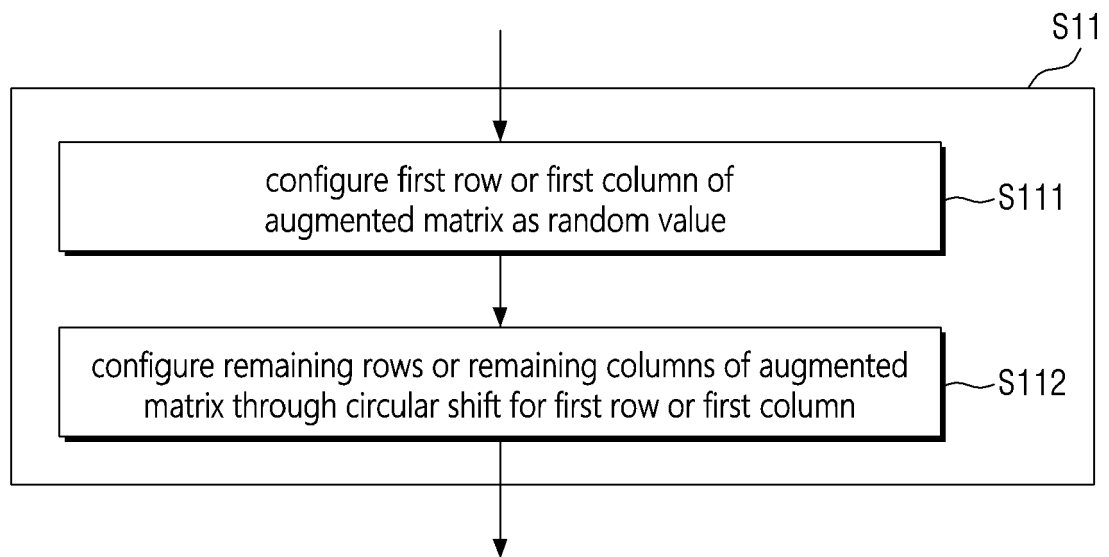 S11
configure first row or first column of
augmented matrix as random value
S111
configure remaining rows or remaining columns of augmented
matrix through circular shift for first row or first column
S112